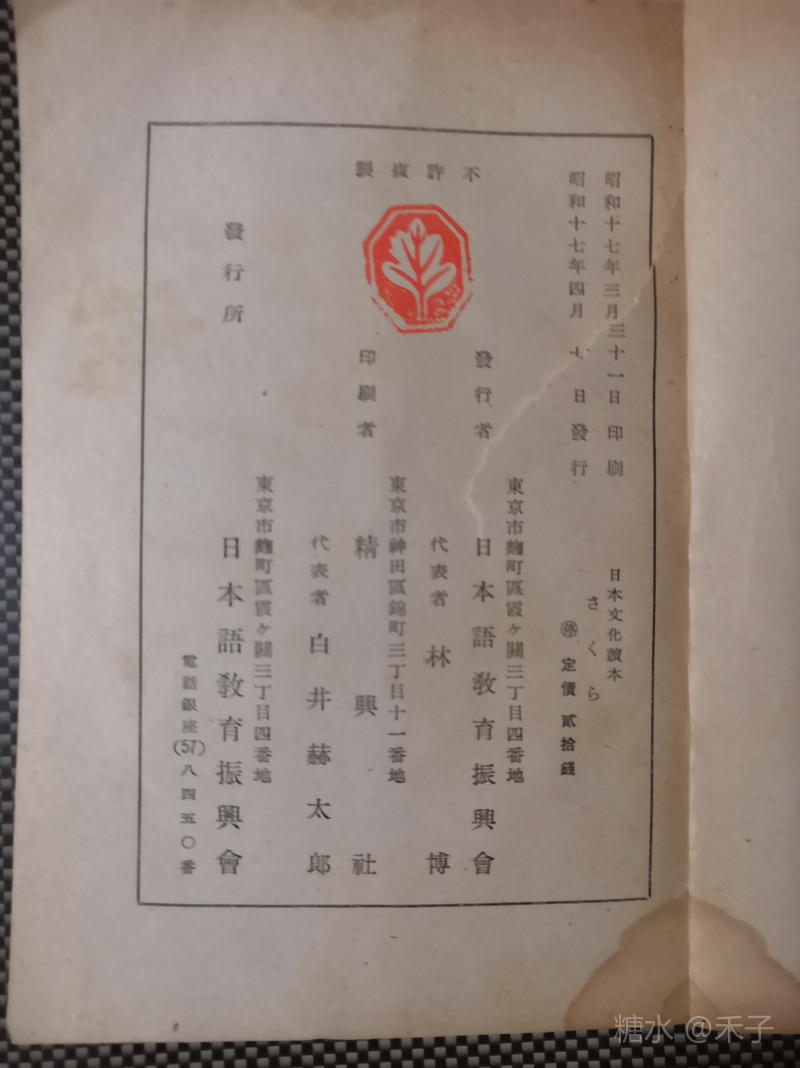 昭和十七年三月三十一日印刷
昭和十七年四月 日發行
日本文化讀本
さくら
定價貳拾錢
不許複製
發行者
東京市麴町區霞ヶ關三丁目四番地
日本語敎育振興會
代表者 林 博
印刷者
東京市神田區錦町三丁目十一番地
精興社
代表者 白井赫太郎
發行所
東京市麴町區霞ヶ關三丁目四番地
日本語敎育振興會
電話銀座(57)八四五〇番
糖水 @禾子